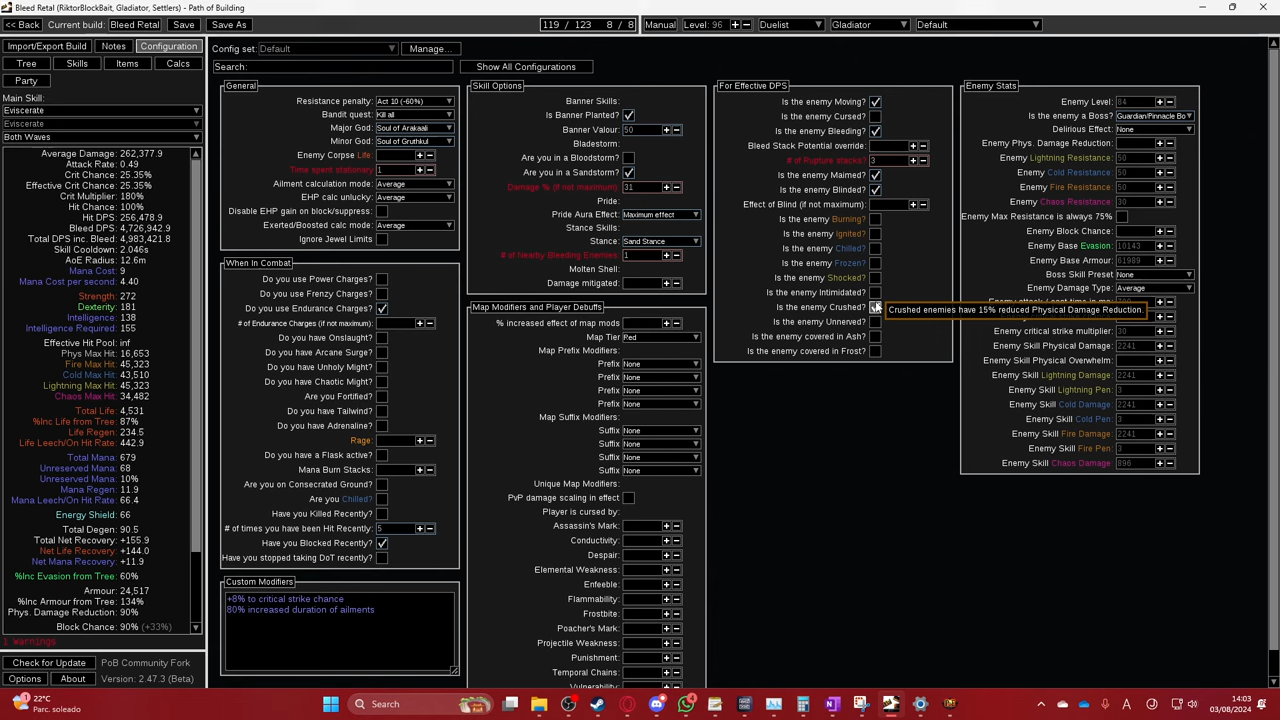 Bleed Retal (RiktorBlockBait, Gladiator, Settlers) - Path of Building
<< Back
Current build: Bleed Retal
Save
Save As
119 / 123 8 / 8
Manual
Level: 96
Duelist
Gladiator
Default
Import/Export Build
Notes
Configuration
Tree
Skills
Items
Calcs
Party
Main Skill:
Eviscerate
Eviscerate
Both Waves
Average Damage: 262,377.9
Attack Rate: 0.49
Crit Chance: 25.35%
Effective Crit Chance: 25.35%
Crit Multiplier: 180%
Hit Chance: 100%
Hit DPS: 256,478.9
Bleed DPS: 4,726,942.9
Total DPS inc. Bleed: 4,983,421.8
Skill Cooldown: 2.046s
AoE Radius: 12.6m
Mana Cost: 9
Mana Cost per second: 4.40
Strength: 272
Dexterity: 181
Intelligence: 138
Intelligence Required: 155
Effective Hit Pool: inf
Phys Max Hit: 16,653
Fire Max Hit: 45,323
Cold Max Hit: 43,510
Lightning Max Hit: 45,323
Chaos Max Hit: 34,482
Total Life: 4,531
%Inc Life from Tree: 87%
Life Regen: 234.5
Life Leech/On Hit Rate: 442.9
Total Mana: 679
Unreserved Mana: 68
Unreserved Mana: 10%
Mana Regen: 11.9
Mana Leech/On Hit Rate: 66.4
Energy Shield: 66
Total Degen: 90.5
Total Net Recovery: +155.9
Net Life Recovery: +144.0
Net Mana Recovery: +11.9
%Inc Evasion from Tree: 60%
Armour: 24,517
%Inc Armour from Tree: 134%
Phys. Damage Reduction: 90%
Block Chance: 90% (+33%)
1 Warnings
Check for Update
PoB Community Fork
Options
About
Version: 2.47.3 (Beta)
Config set: Default
Manage...
Search:
Show All Configurations
General
Resistance penalty: Act 10 (-60%)
Bandit quest: Kill all
Major God: Soul of Arakaali
Minor God: Soul of Gruthkul
Enemy Corpse Life:
Time spent stationary 1
Ailment calculation mode: Average
EHP calc unlucky: Average
Disable EHP gain on block/suppress:
Exerted/Boosted calc mode: Average
Ignore Jewel Limits
When In Combat
Do you use Power Charges?
Do you use Frenzy Charges?
Do you use Endurance Charges?
# of Endurance Charges (if not maximum):
Do you have Onslaught?
Do you have Arcane Surge?
Do you have Unholy Might?
Do you have Chaotic Might?
Are you Fortified?
Do you have Tailwind?
Do you have Adrenaline?
Rage:
Do you have a Flask active?
Mana Burn Stacks:
Are you on Consecrated Ground?
Are you Chilled?
Have you Killed Recently?
# of times you have been Hit Recently: 5
Have you Blocked Recently?
Have you stopped taking DoT recently?
Custom Modifiers
+8% to critical strike chance
80% increased duration of ailments
Skill Options
Banner Skills:
Is Banner Planted?
Banner Valour: 50
Bladestorm:
Are you in a Bloodstorm?
Are you in a Sandstorm?
Damage % (if not maximum): 31
Pride:
Pride Aura Effect: Maximum effect
Stance Skills:
Stance: Sand Stance
# of Nearby Bleeding Enemies: 1
Molten Shell:
Damage mitigated:
Map Modifiers and Player Debuffs
% increased effect of map mods
Map Tier Red
Map Prefix Modifiers:
Prefix None
Prefix None
Prefix None
Prefix None
Map Suffix Modifiers:
Suffix None
Suffix None
Suffix None
Suffix None
Unique Map Modifiers:
PvP damage scaling in effect
Player is cursed by:
Assassin's Mark:
Conductivity:
Despair:
Elemental Weakness:
Enfeeble:
Flammability:
Frostbite:
Poacher's Mark:
Projectile Weakness:
Punishment:
Temporal Chains:
Vulnerability:
For Effective DPS
Is the enemy Moving?
Is the enemy Cursed?
Is the enemy Bleeding?
Bleed Stack Potential override:
# of Rupture stacks? 3
Is the enemy Maimed?
Is the enemy Blinded?
Effect of Blind (if not maximum):
Is the enemy Burning?
Is the enemy Ignited?
Is the enemy Chilled?
Is the enemy Frozen?
Is the enemy Shocked?
Is the enemy Intimidated?
Is the enemy Crushed?
Is the enemy Unnerved?
Is the enemy covered in Ash?
Is the enemy covered in Frost?
Crushed enemies have 15% reduced Physical Damage Reduction.
Enemy Stats
Enemy Level: 84
Is the enemy a Boss? Guardian/Pinnacle Bo
Delirious Effect: None
Enemy Phys. Damage Reduction:
Enemy Lightning Resistance: 50
Enemy Cold Resistance: 50
Enemy Fire Resistance: 50
Enemy Chaos Resistance: 30
Enemy Max Resistance is always 75%
Enemy Block Chance:
Enemy Base Evasion: 10143
Enemy Base Armour: 61989
Boss Skill Preset None
Enemy Damage Type: Average
Enemy critical strike multiplier: 30
Enemy Skill Physical Damage: 2241
Enemy Skill Physical Overwhelm:
Enemy Skill Lightning Damage: 2241
Enemy Skill Lightning Pen: 3
Enemy Skill Cold Damage: 2241
Enemy Skill Cold Pen: 3
Enemy Skill Fire Damage: 2241
Enemy Skill Fire Pen: 3
Enemy Skill Chaos Damage: 896
22°C
Parc. soleado
Search
14:03
03/08/2024